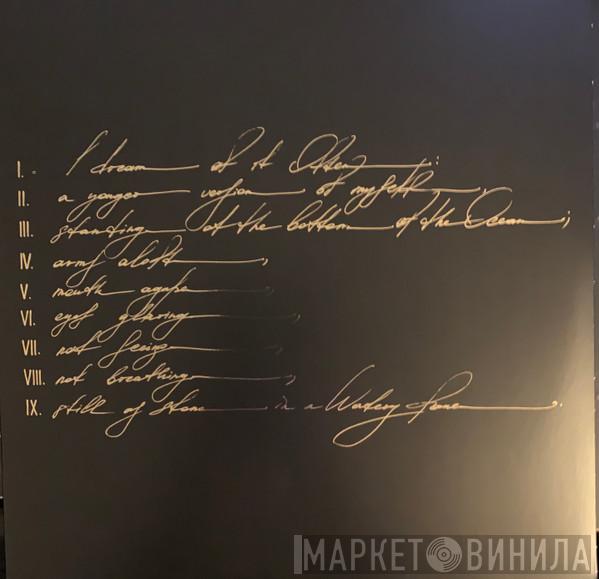 I. I dream of it Often:
II. a yonger version of myself,
III. standing at the bottom of the Ocean;
IV. arms aloft,
V. mouth agape,
VI. eyes glaring,
VII. not seeing,
VIII. not breathing,
IX. still as stone in a Watery fane.
МАРКЕТ ВИНИЛА